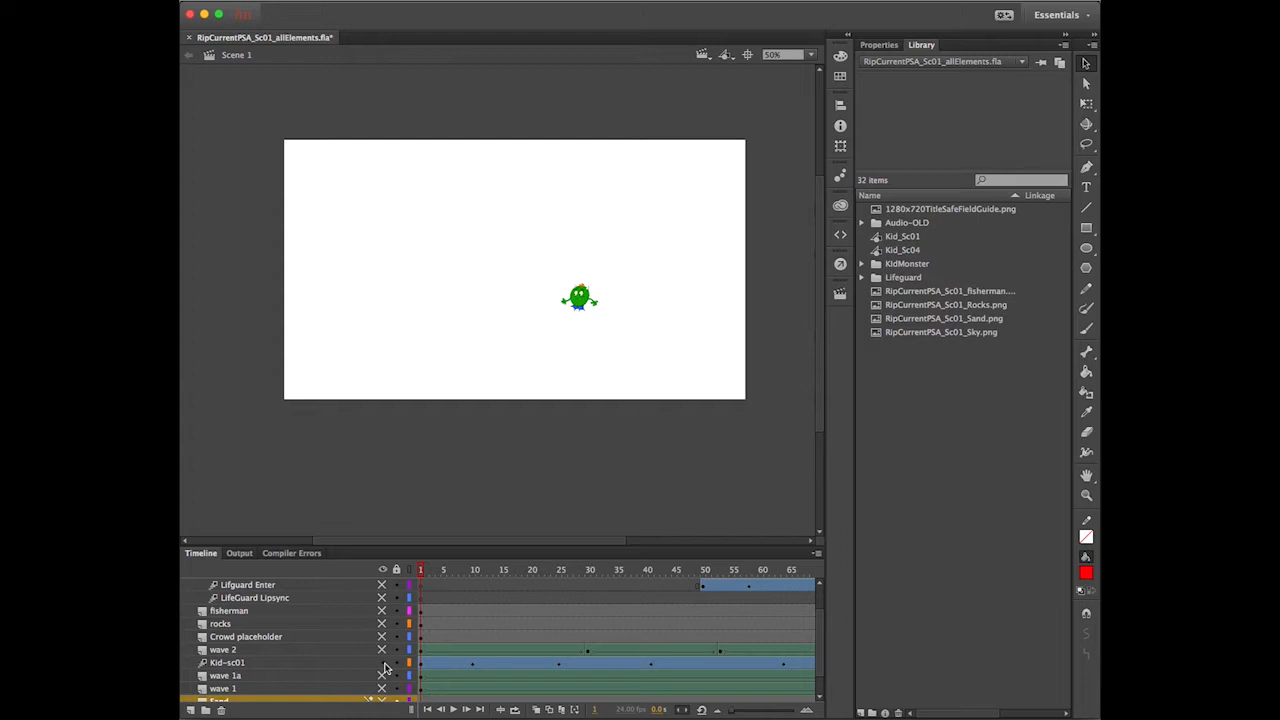 Essentials
RipCurrentPSA_Sc01_allElements.fla*
Scene 1
50%
Properties
Library
RipCurrentPSA_Sc01_allElements.fla
32 items
Name
Linkage
1280x720TitleSafeFieldGuide.png
Audio-OLD
Kid_Sc01
Kid_Sc04
KidMonster
Lifeguard
RipCurrentPSA_Sc01_fisherman....
RipCurrentPSA_Sc01_Rocks.png
RipCurrentPSA_Sc01_Sand.png
RipCurrentPSA_Sc01_Sky.png
Timeline
Output
Compiler Errors
1 5 10 15 20 25 30 35 40 45 50 55 60 65
Lifguard Enter
LifeGuard Lipsync
fisherman
rocks
Crowd placeholder
wave 2
Kid-sc01
wave 1a
wave 1
Sand
1 24.00 fps 0.0 s